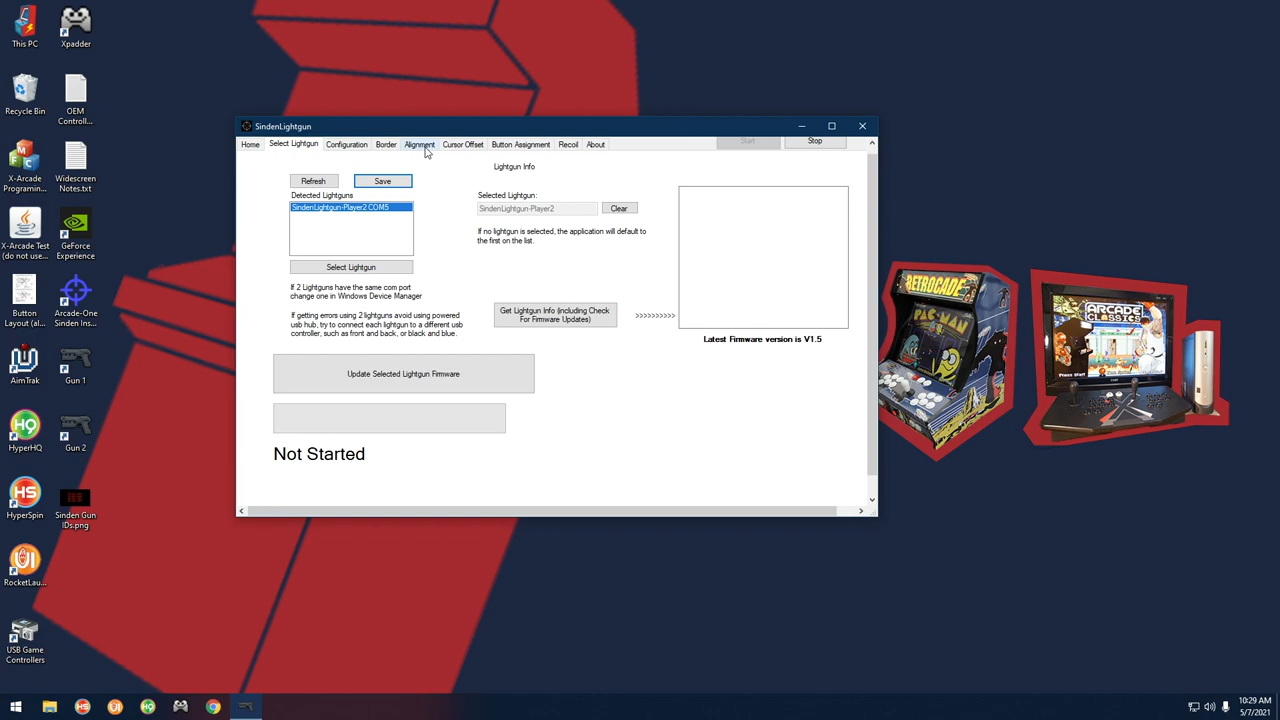 This PC
Xpadder
Recycle Bin
OEM
Controll...
X-Arcade
Programin...
Widescreen
Notes.txt
X-Arcade Test
(do not use...
GeForce
Experience
Button
Layout (al...
Arcade-One
Sinden Ins...
AimTrak
Gun 1
HyperHQ
Gun 2
HyperSpin
Sinden Gun
IDs.png
RocketLau...
USB Game
Controllers
SindenLightgun
Home
Select Lightgun
Configuration
Border
Alignment
Cursor Offset
Button Assignment
Recoil
About
Start
Stop
Lightgun Info
Refresh
Save
Detected Lightguns
SindenLightgun-Player2 COM5
Select Lightgun
If 2 Lightguns have the same com port
change one in Windows Device Manager
If getting errors using 2 lightguns avoid using powered
usb hub, try to connect each lightgun to a different usb
controller, such as front and back, or black and blue.
Selected Lightgun:
SindenLightgun-Player2
Clear
If no lightgun is selected, the application will default to
the first on the list.
Get Lightgun Info (including Check
For Firmware Updates)
>>>>>>>>>>
Latest Firmware version is V1.5
Update Selected Lightgun Firmware
Not Started
RETROCADE
PAC-MAN
ARCADE
CLASSICS
10:29 AM
5/7/2021